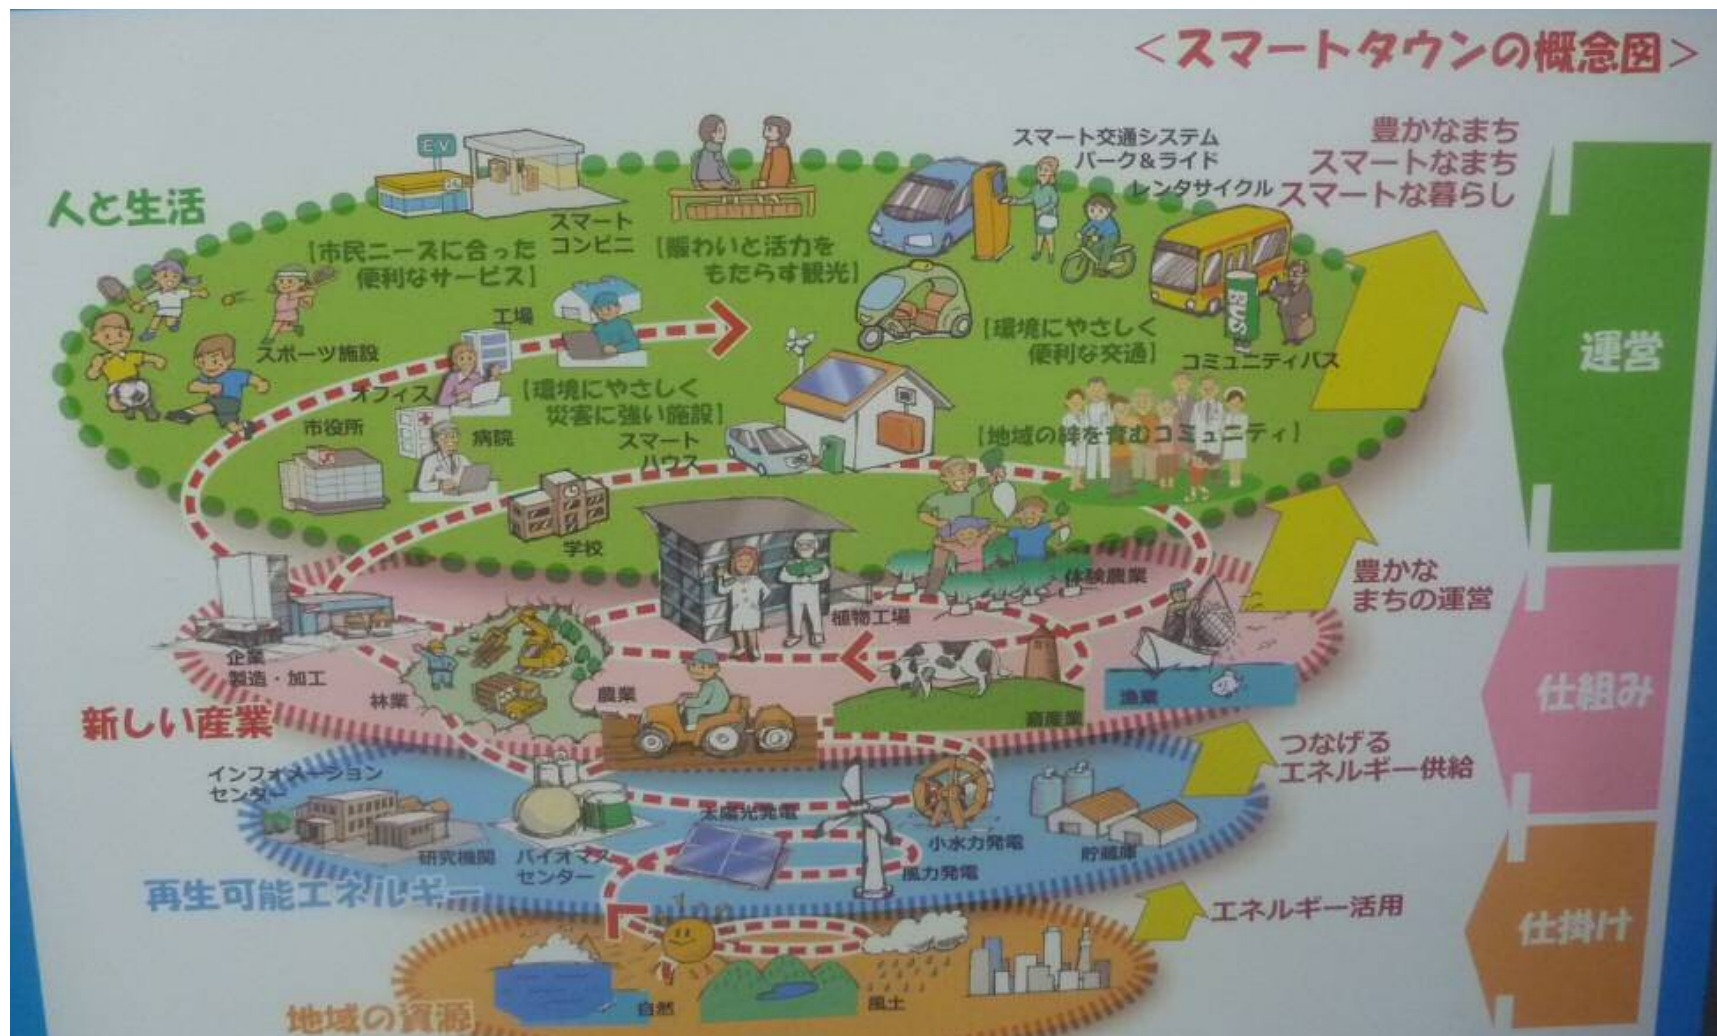 ＜スマートタウンの概念図＞
豊かなまち
スマートなまち
スマートな暮らし
運営
人と生活
EV
スマート
コンビニ
【市民ニーズに合った
便利なサービス】
【賑わいと活力を
もたらす観光】
スマート交通システム
パーク＆ライド
レンタサイクル
BUS
コミュニティバス
【環境にやさしく
便利な交通】
スポーツ施設
工場
オフィス
【環境にやさしく
災害に強い施設】
市役所
病院
スマート
ハウス
【地域の絆を育むコミュニティ】
学校
豊かな
まちの運営
仕組み
新しい産業
企業
製造・加工
林業
農業
植物工場
体験農業
畜産業
漁業
つなげる
エネルギー供給
再生可能エネルギー
インフォメーション
センター
研究機関
バイオマス
センター
太陽光発電
風力発電
小水力発電
貯蔵庫
エネルギー活用
仕掛け
地域の資源
自然
風土